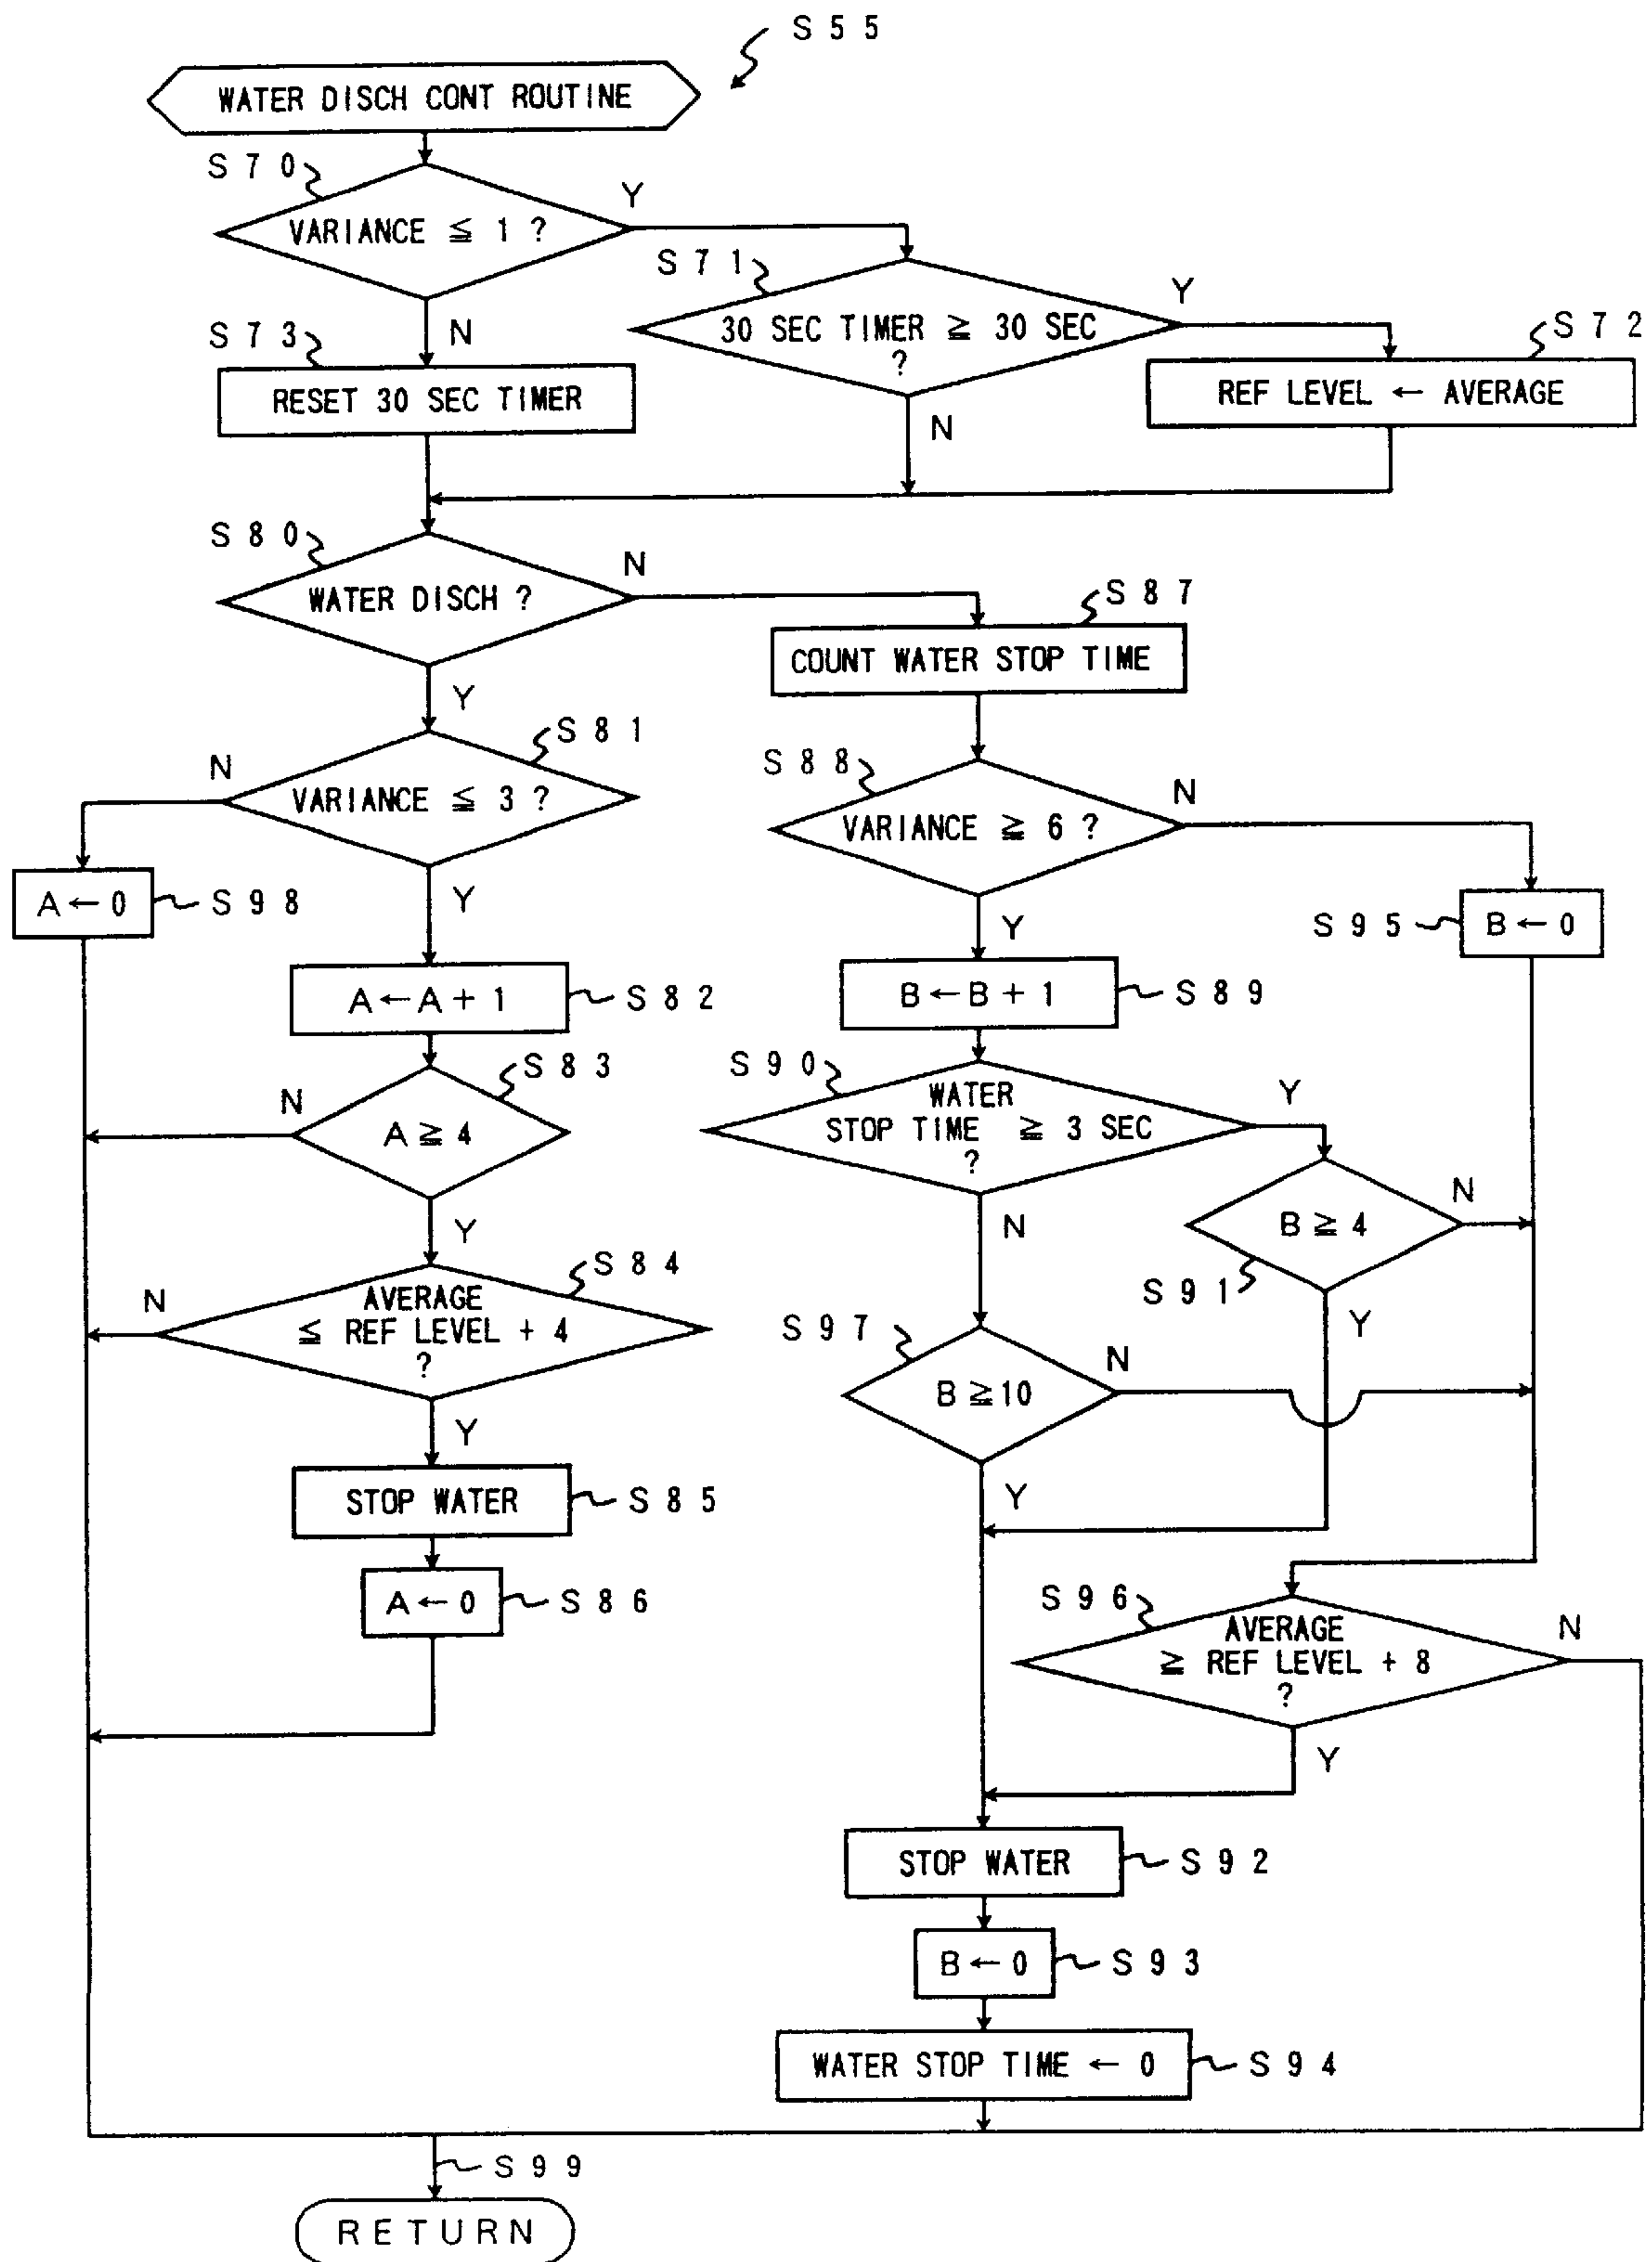 S55
WATER DISCH CONT ROUTINE
S70
VARIANCE ≦ 1 ?
Y
N
S71
30 SEC TIMER ≧ 30 SEC
?
Y
N
S72
REF LEVEL ← AVERAGE
S73
RESET 30 SEC TIMER
S80
WATER DISCH ?
N
Y
S87
COUNT WATER STOP TIME
S81
VARIANCE ≦ 3 ?
N
Y
S88
VARIANCE ≧ 6 ?
N
Y
A ← 0
S98
S95
B ← 0
A ← A + 1
S82
B ← B + 1
S89
S83
A ≧ 4
N
Y
S90
WATER
STOP TIME ≧ 3 SEC
?
Y
N
B ≧ 4
N
S91
Y
S84
AVERAGE
≦ REF LEVEL + 4
?
N
Y
S97
B ≧ 10
N
Y
STOP WATER
S85
A ← 0
S86
S96
AVERAGE
≧ REF LEVEL + 8
?
N
Y
STOP WATER
S92
B ← 0
S93
WATER STOP TIME ← 0
S94
S99
RETURN